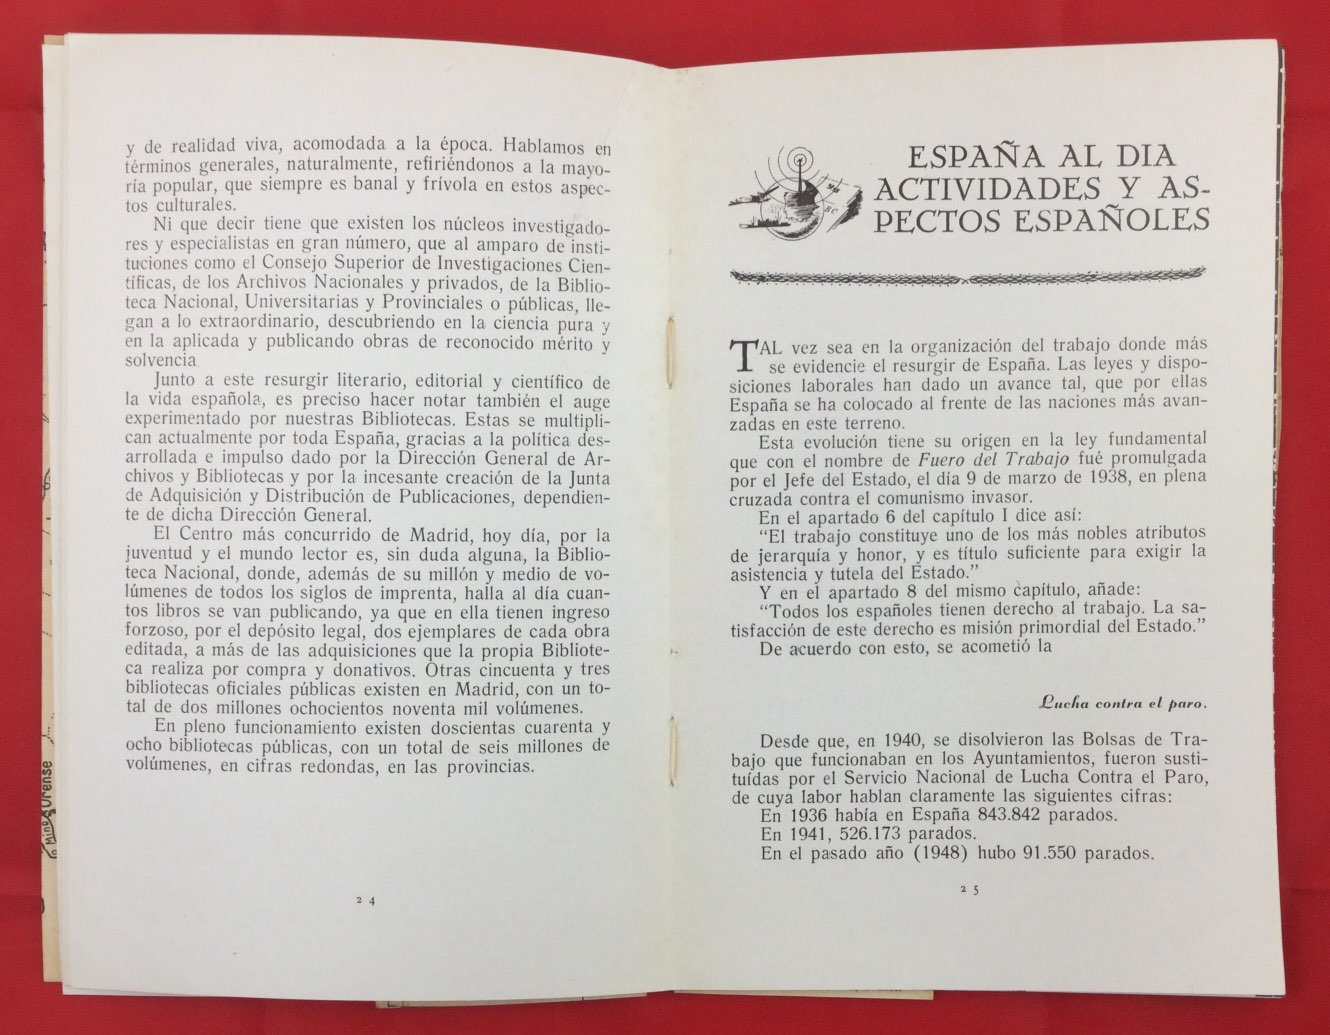 y de realidad viva, acomodada a la época. Hablamos en
términos generales, naturalmente, refiriéndonos a la mayo-
ría popular, que siempre es banal y frívola en estos aspec-
tos culturales.
Ni que decir tiene que existen los núcleos investigado-
res y especialistas en gran número, que al amparo de insti-
tuciones como el Consejo Superior de Investigaciones Cien-
tíficas, de los Archivos Nacionales y privados, de la Biblio-
teca Nacional, Universitarias y Provinciales o públicas, lle-
gan a lo extraordinario, descubriendo en la ciencia pura y
en la aplicada y publicando obras de reconocido mérito y
solvencia
Junto a este resurgir literario, editorial y científico de
la vida española, es preciso hacer notar también el auge
experimentado por nuestras Bibliotecas. Estas se multipli-
can actualmente por toda España, gracias a la política des-
arrollada e impulso dado por la Dirección General de Ar-
chivos y Bibliotecas y por la incesante creación de la Junta
de Adquisición y Distribución de Publicaciones, dependien-
te de dicha Dirección General.
El Centro más concurrido de Madrid, hoy día, por la
juventud y el mundo lector es, sin duda alguna, la Biblio-
teca Nacional, donde, además de su millón y medio de vo-
lúmenes de todos los siglos de imprenta, halla al día cuan-
tos libros se van publicando, ya que en ella tienen ingreso
forzoso, por el depósito legal, dos ejemplares de cada obra
editada, a más de las adquisiciones que la propia Bibliote-
ca realiza por compra y donativos. Otras cincuenta y tres
bibliotecas oficiales públicas existen en Madrid, con un to-
tal de dos millones ochocientos noventa mil volúmenes.
En pleno funcionamiento existen doscientas cuarenta y
ocho bibliotecas públicas, con un total de seis millones de
volúmenes, en cifras redondas, en las provincias.
24
Orense
ESPAÑA AL DIA
ACTIVIDADES Y AS-
PECTOS ESPAÑOLES
TAL vez sea en la organización del trabajo donde más
se evidencie el resurgir de España. Las leyes y dispo-
siciones laborales han dado un avance tal, que por ellas
España se ha colocado al frente de las naciones más avan-
zadas en este terreno.
Esta evolución tiene su origen en la ley fundamental
que con el nombre de Fuero del Trabajo fué promulgada
por el Jefe del Estado, el día 9 de marzo de 1938, en plena
cruzada contra el comunismo invasor.
En el apartado 6 del capítulo I dice así:
“El trabajo constituye uno de los más nobles atributos
de jerarquía y honor, y es título suficiente para exigir la
asistencia y tutela del Estado.”
Y en el apartado 8 del mismo capítulo, añade:
“Todos los españoles tienen derecho al trabajo. La sa-
tisfacción de este derecho es misión primordial del Estado.”
De acuerdo con esto, se acometió la
Lucha contra el paro.
Desde que, en 1940, se disolvieron las Bolsas de Tra-
bajo que funcionaban en los Ayuntamientos, fueron susti-
tuídas por el Servicio Nacional de Lucha Contra el Paro,
de cuya labor hablan claramente las siguientes cifras:
En 1936 había en España 843.842 parados.
En 1941, 526.173 parados.
En el pasado año (1948) hubo 91.550 parados.
25